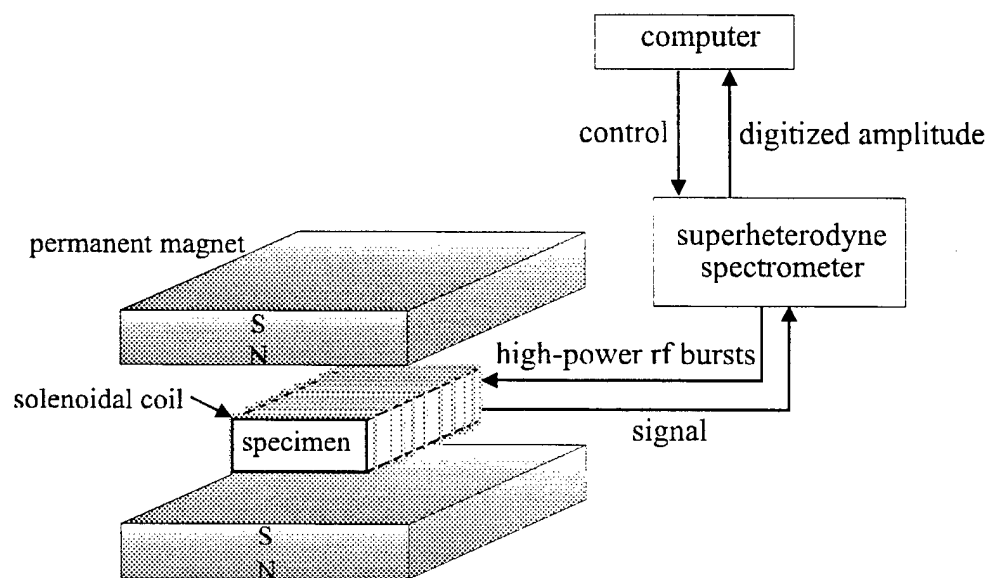 computer
control
digitized amplitude
superheterodyne
spectrometer
permanent magnet
S
N
high-power rf bursts
solenoidal coil
specimen
signal
S
N